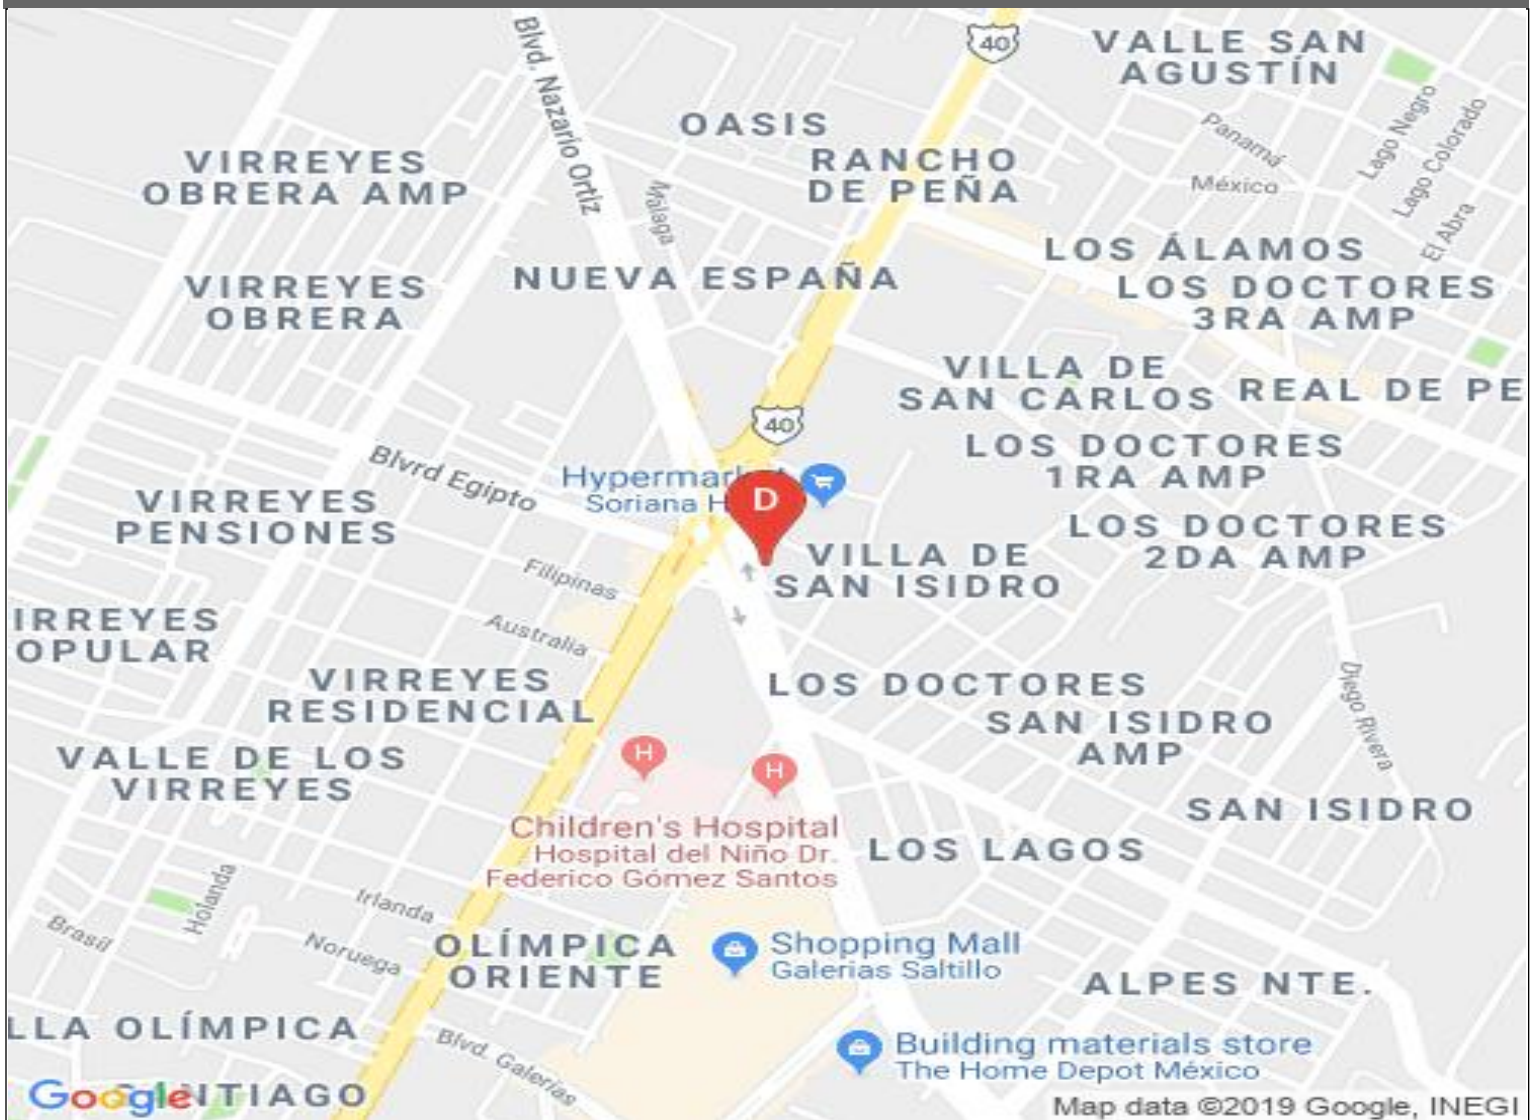 40
VALLE SAN
AGUSTÍN
Blvd. Nazario Ortiz
OASIS
Panamá
Lago Negro
Lago Colorado
VIRREYES
OBRERA AMP
Malaga
RANCHO
DE PEÑA
México
El Abra
LOS ÁLAMOS
VIRREYES
OBRERA
NUEVA ESPAÑA
LOS DOCTORES
3RA AMP
VILLA DE
SAN CARLOS
REAL DE PE
40
LOS DOCTORES
1RA AMP
Blvrd Egipto
Hypermar
Soriana H
D
VIRREYES
PENSIONES
LOS DOCTORES
2DA AMP
VILLA DE
SAN ISIDRO
Filipinas
IRREYES
OPULAR
Australia
VIRREYES
RESIDENCIAL
LOS DOCTORES
Diego Rivera
SAN ISIDRO
AMP
VALLE DE LOS
VIRREYES
H
H
SAN ISIDRO
Children's Hospital
Hospital del Niño Dr.
Federico Gómez Santos
LOS LAGOS
Holanda
Irlanda
Brasil
Noruega
OLÍMPICA
ORIENTE
Shopping Mall
Galerias Saltillo
ALPES NTE.
LLA OLÍMPICA
Blvd. Galerías
Building materials store
The Home Depot México
Google
NTIAGO
Map data ©2019 Google, INEGI